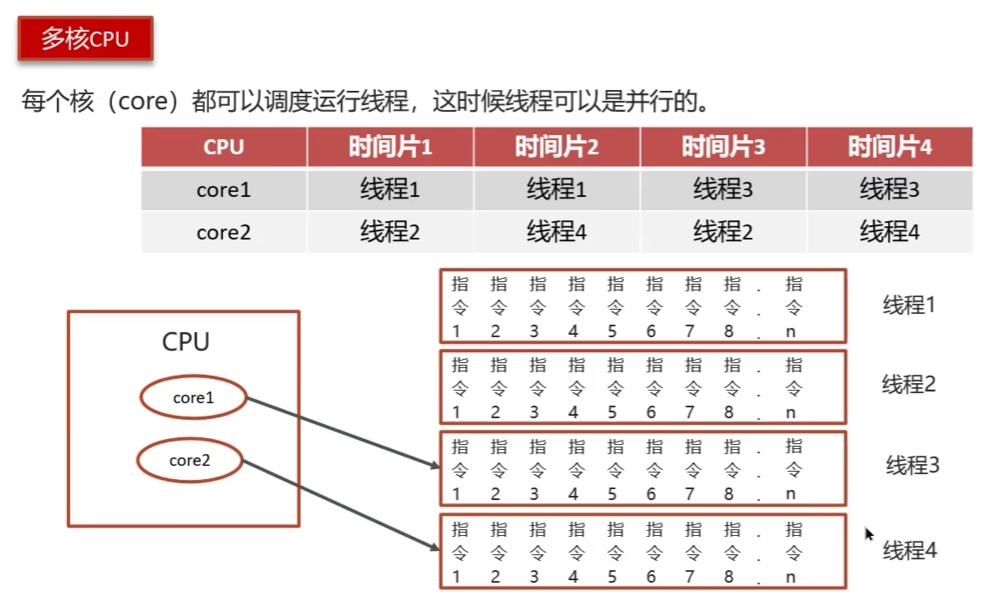 多核CPU
每个核（core）都可以调度运行线程，这时候线程可以是并行的。
CPU 时间片1 时间片2 时间片3 时间片4
core1 线程1 线程1 线程3 线程3
core2 线程2 线程4 线程2 线程4
指 指 指 指 指 指 指 指 . 指
令 令 令 令 令 令 令 令 . 令
1 2 3 4 5 6 7 8 . n
线程1
指 指 指 指 指 指 指 指 . 指
令 令 令 令 令 令 令 令 . 令
1 2 3 4 5 6 7 8 . n
线程2
指 指 指 指 指 指 指 指 . 指
令 令 令 令 令 令 令 令 . 令
1 2 3 4 5 6 7 8 . n
线程3
指 指 指 指 指 指 指 指 . 指
令 令 令 令 令 令 令 令 . 令
1 2 3 4 5 6 7 8 . n
线程4
CPU
core1
core2